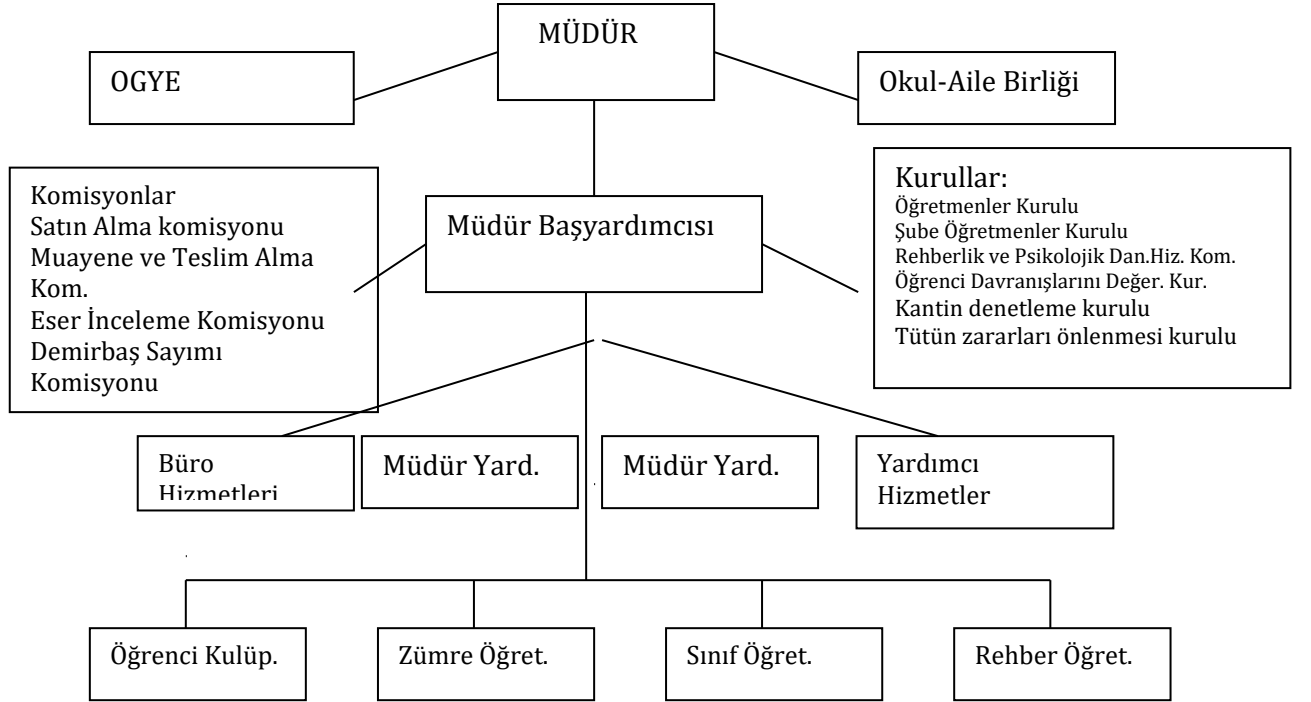 MÜDÜR
OGYE
Okul-Aile Birliği
Komisyonlar
Satın Alma komisyonu
Muayene ve Teslim Alma
Kom.
Eser İnceleme Komisyonu
Demirbaş Sayımı
Komisyonu
Müdür Başyardımcısı
Kurullar:
Öğretmenler Kurulu
Şube Öğretmenler Kurulu
Rehberlik ve Psikolojik Dan.Hiz. Kom.
Öğrenci Davranışlarını Değer. Kur.
Kantin denetleme kurulu
Tütün zararları önlenmesi kurulu
Büro
Hizmetleri
Müdür Yard.
Müdür Yard.
Yardımcı
Hizmetler
Öğrenci Kulüp.
Zümre Öğret.
Sınıf Öğret.
Rehber Öğret.